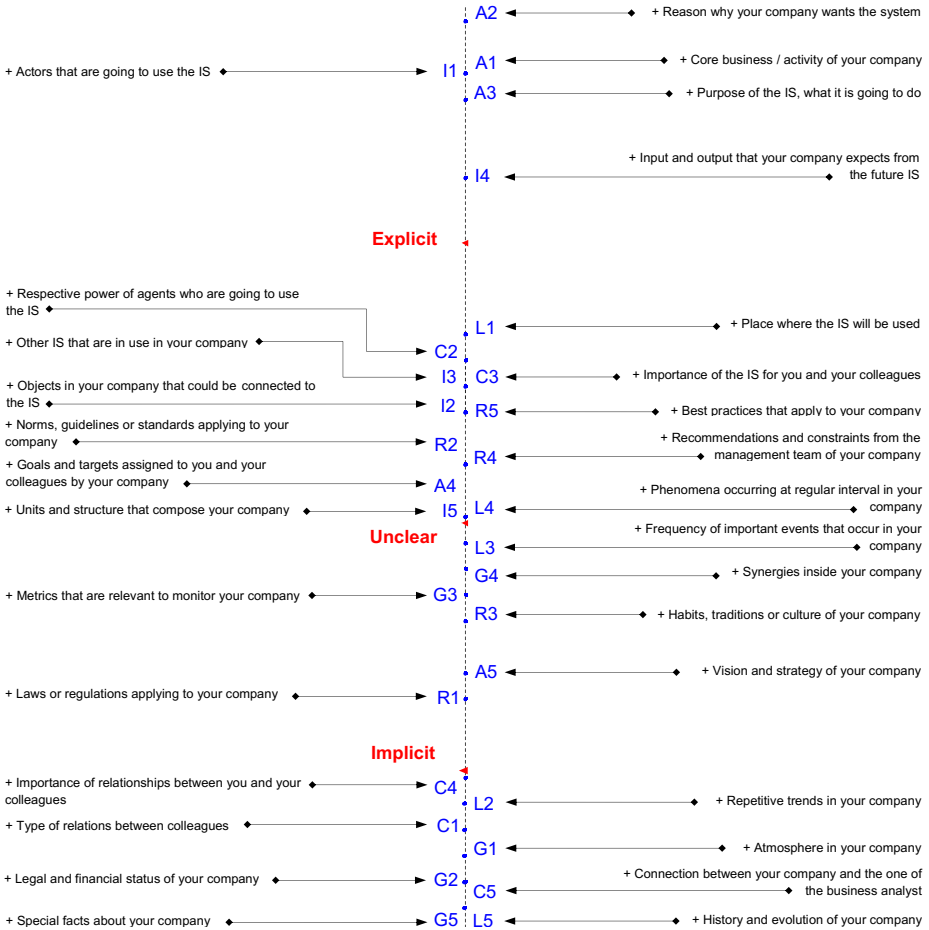 A2
+ Reason why your company wants the system
+ Actors that are going to use the IS
I1
A1
+ Core business / activity of your company
A3
+ Purpose of the IS, what it is going to do
+ Input and output that your company expects from
the future IS
I4
Explicit
+ Respective power of agents who are going to use
the IS
L1
+ Place where the IS will be used
+ Other IS that are in use in your company
C2
I3
C3
+ Importance of the IS for you and your colleagues
+ Objects in your company that could be connected to
the IS
I2
R5
+ Best practices that apply to your company
+ Norms, guidelines or standards applying to your
company
R2
+ Recommendations and constraints from the
management team of your company
R4
+ Goals and targets assigned to you and your
colleagues by your company
A4
+ Phenomena occurring at regular interval in your
company
L4
+ Units and structure that compose your company
I5
Unclear
+ Frequency of important events that occur in your
company
L3
G4
+ Synergies inside your company
+ Metrics that are relevant to monitor your company
G3
R3
+ Habits, traditions or culture of your company
A5
+ Vision and strategy of your company
+ Laws or regulations applying to your company
R1
Implicit
+ Importance of relationships between you and your
colleagues
C4
L2
+ Repetitive trends in your company
+ Type of relations between colleagues
C1
G1
+ Atmosphere in your company
+ Legal and financial status of your company
G2
+ Connection between your company and the one of
the business analyst
C5
+ Special facts about your company
G5
L5
+ History and evolution of your company